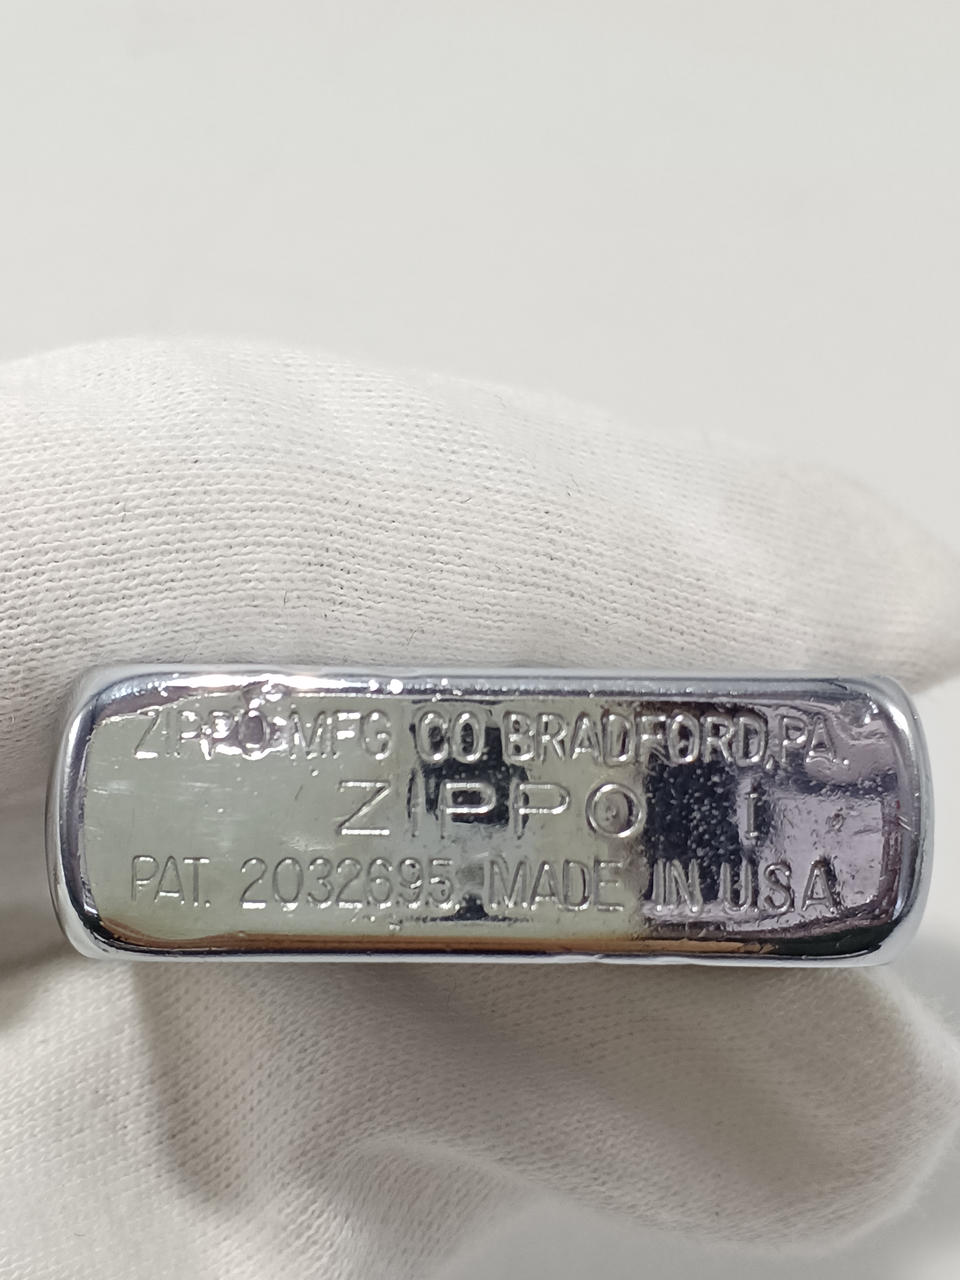 ZIPPO MFG CO BRADFORD, PA.
ZIPPO ® I
PAT. 2032695. MADE IN U.S.A.